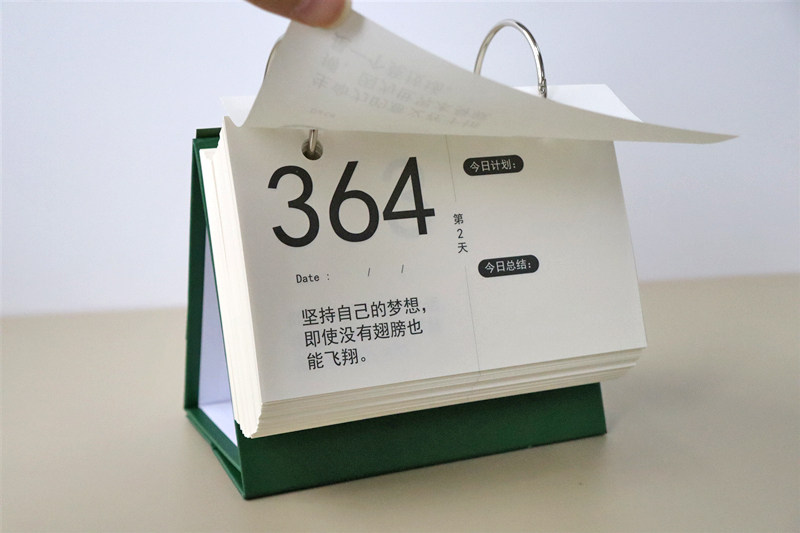 364
Date : / /
坚持自己的梦想，
即使没有翅膀也
能飞翔。
第
2
天
今日计划：
今日总结：